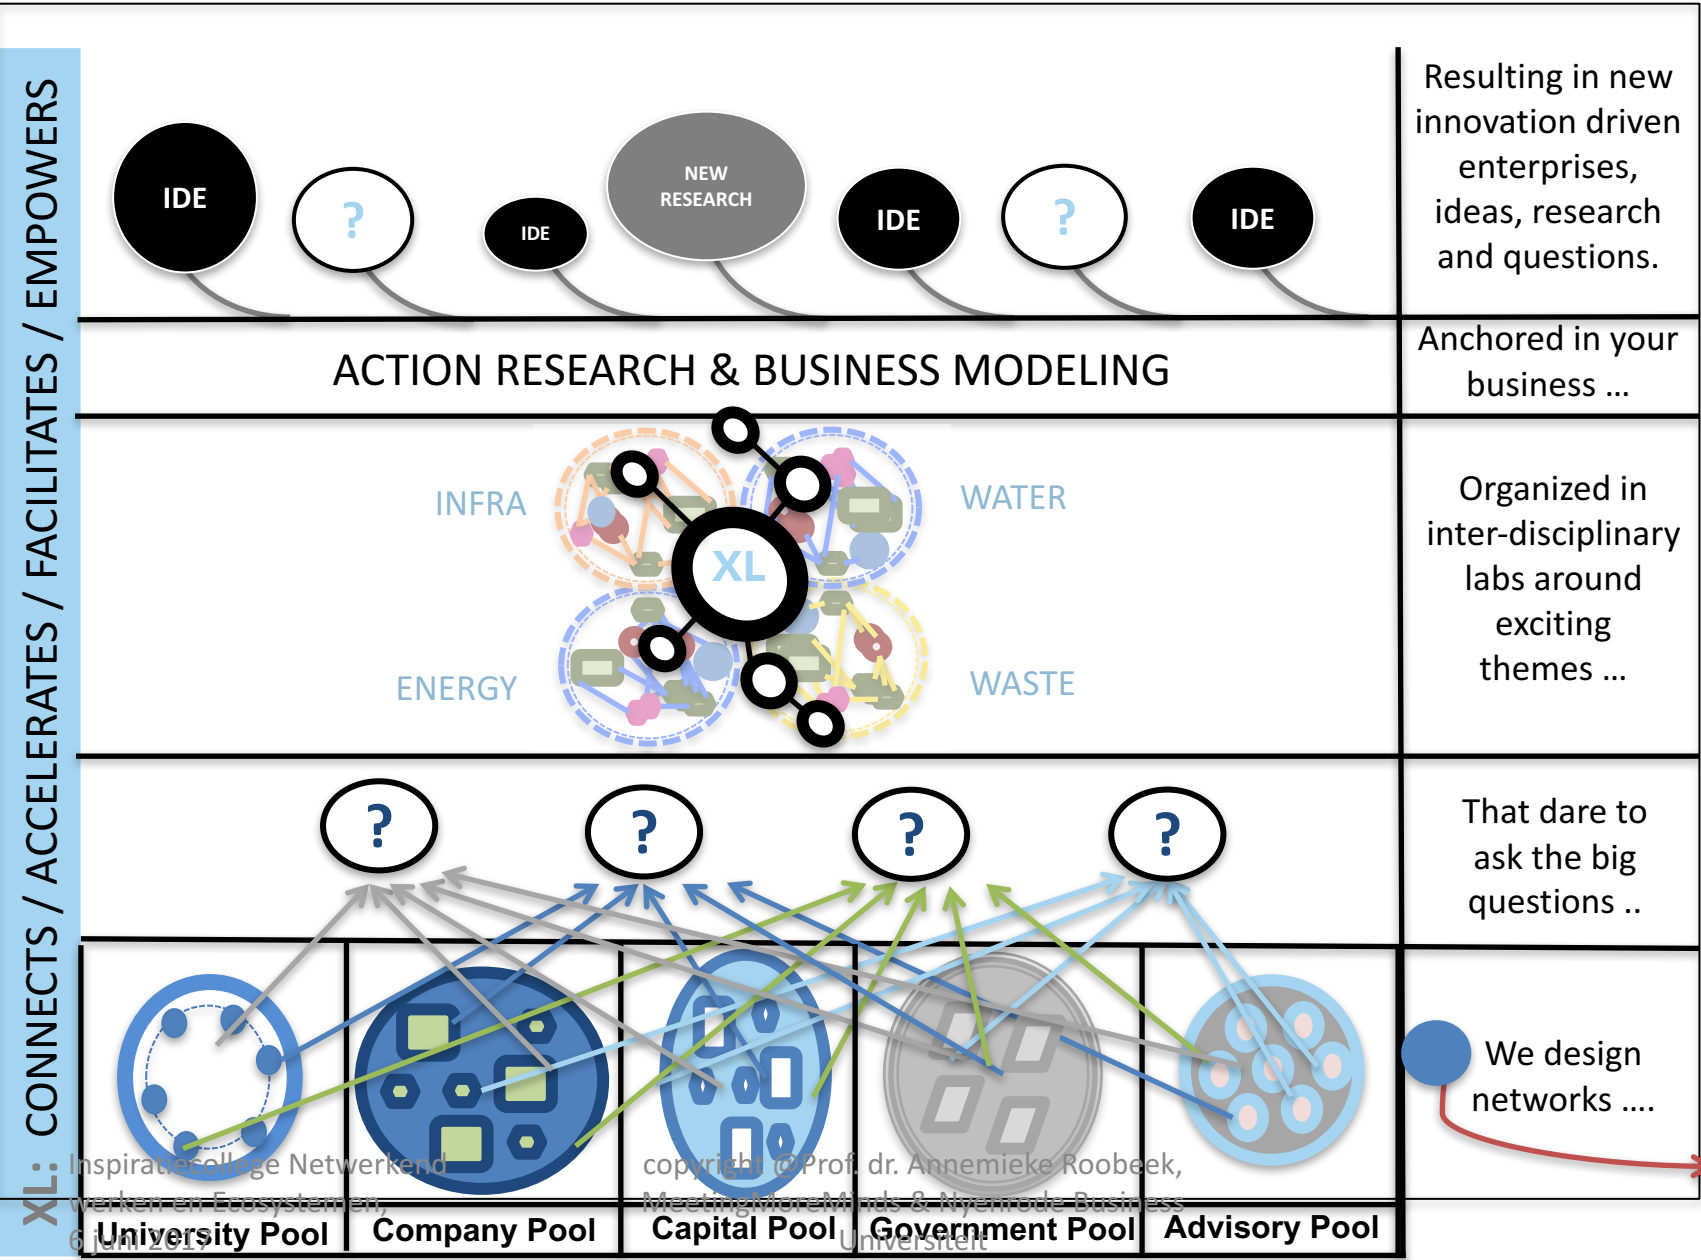 XL: CONNECTS / ACCELERATES / FACILITATES / EMPOWERS
IDE
?
IDE
NEW
RESEARCH
IDE
?
IDE
Resulting in new
innovation driven
enterprises,
ideas, research
and questions.
ACTION RESEARCH & BUSINESS MODELING
Anchored in your
business ...
INFRA
WATER
XL
ENERGY
WASTE
Organized in
inter-disciplinary
labs around
exciting
themes ...
?
?
?
?
That dare to
ask the big
questions ..
We design
networks ....
Inspiratiecollege Netwerkend
werken en Ecosystemen,
6 juni 2017
copyright @Prof. dr. Annemieke Roobeek,
MeetingMoreMinds & Nyenrode Business
Universiteit
University Pool
Company Pool
Capital Pool
Government Pool
Advisory Pool